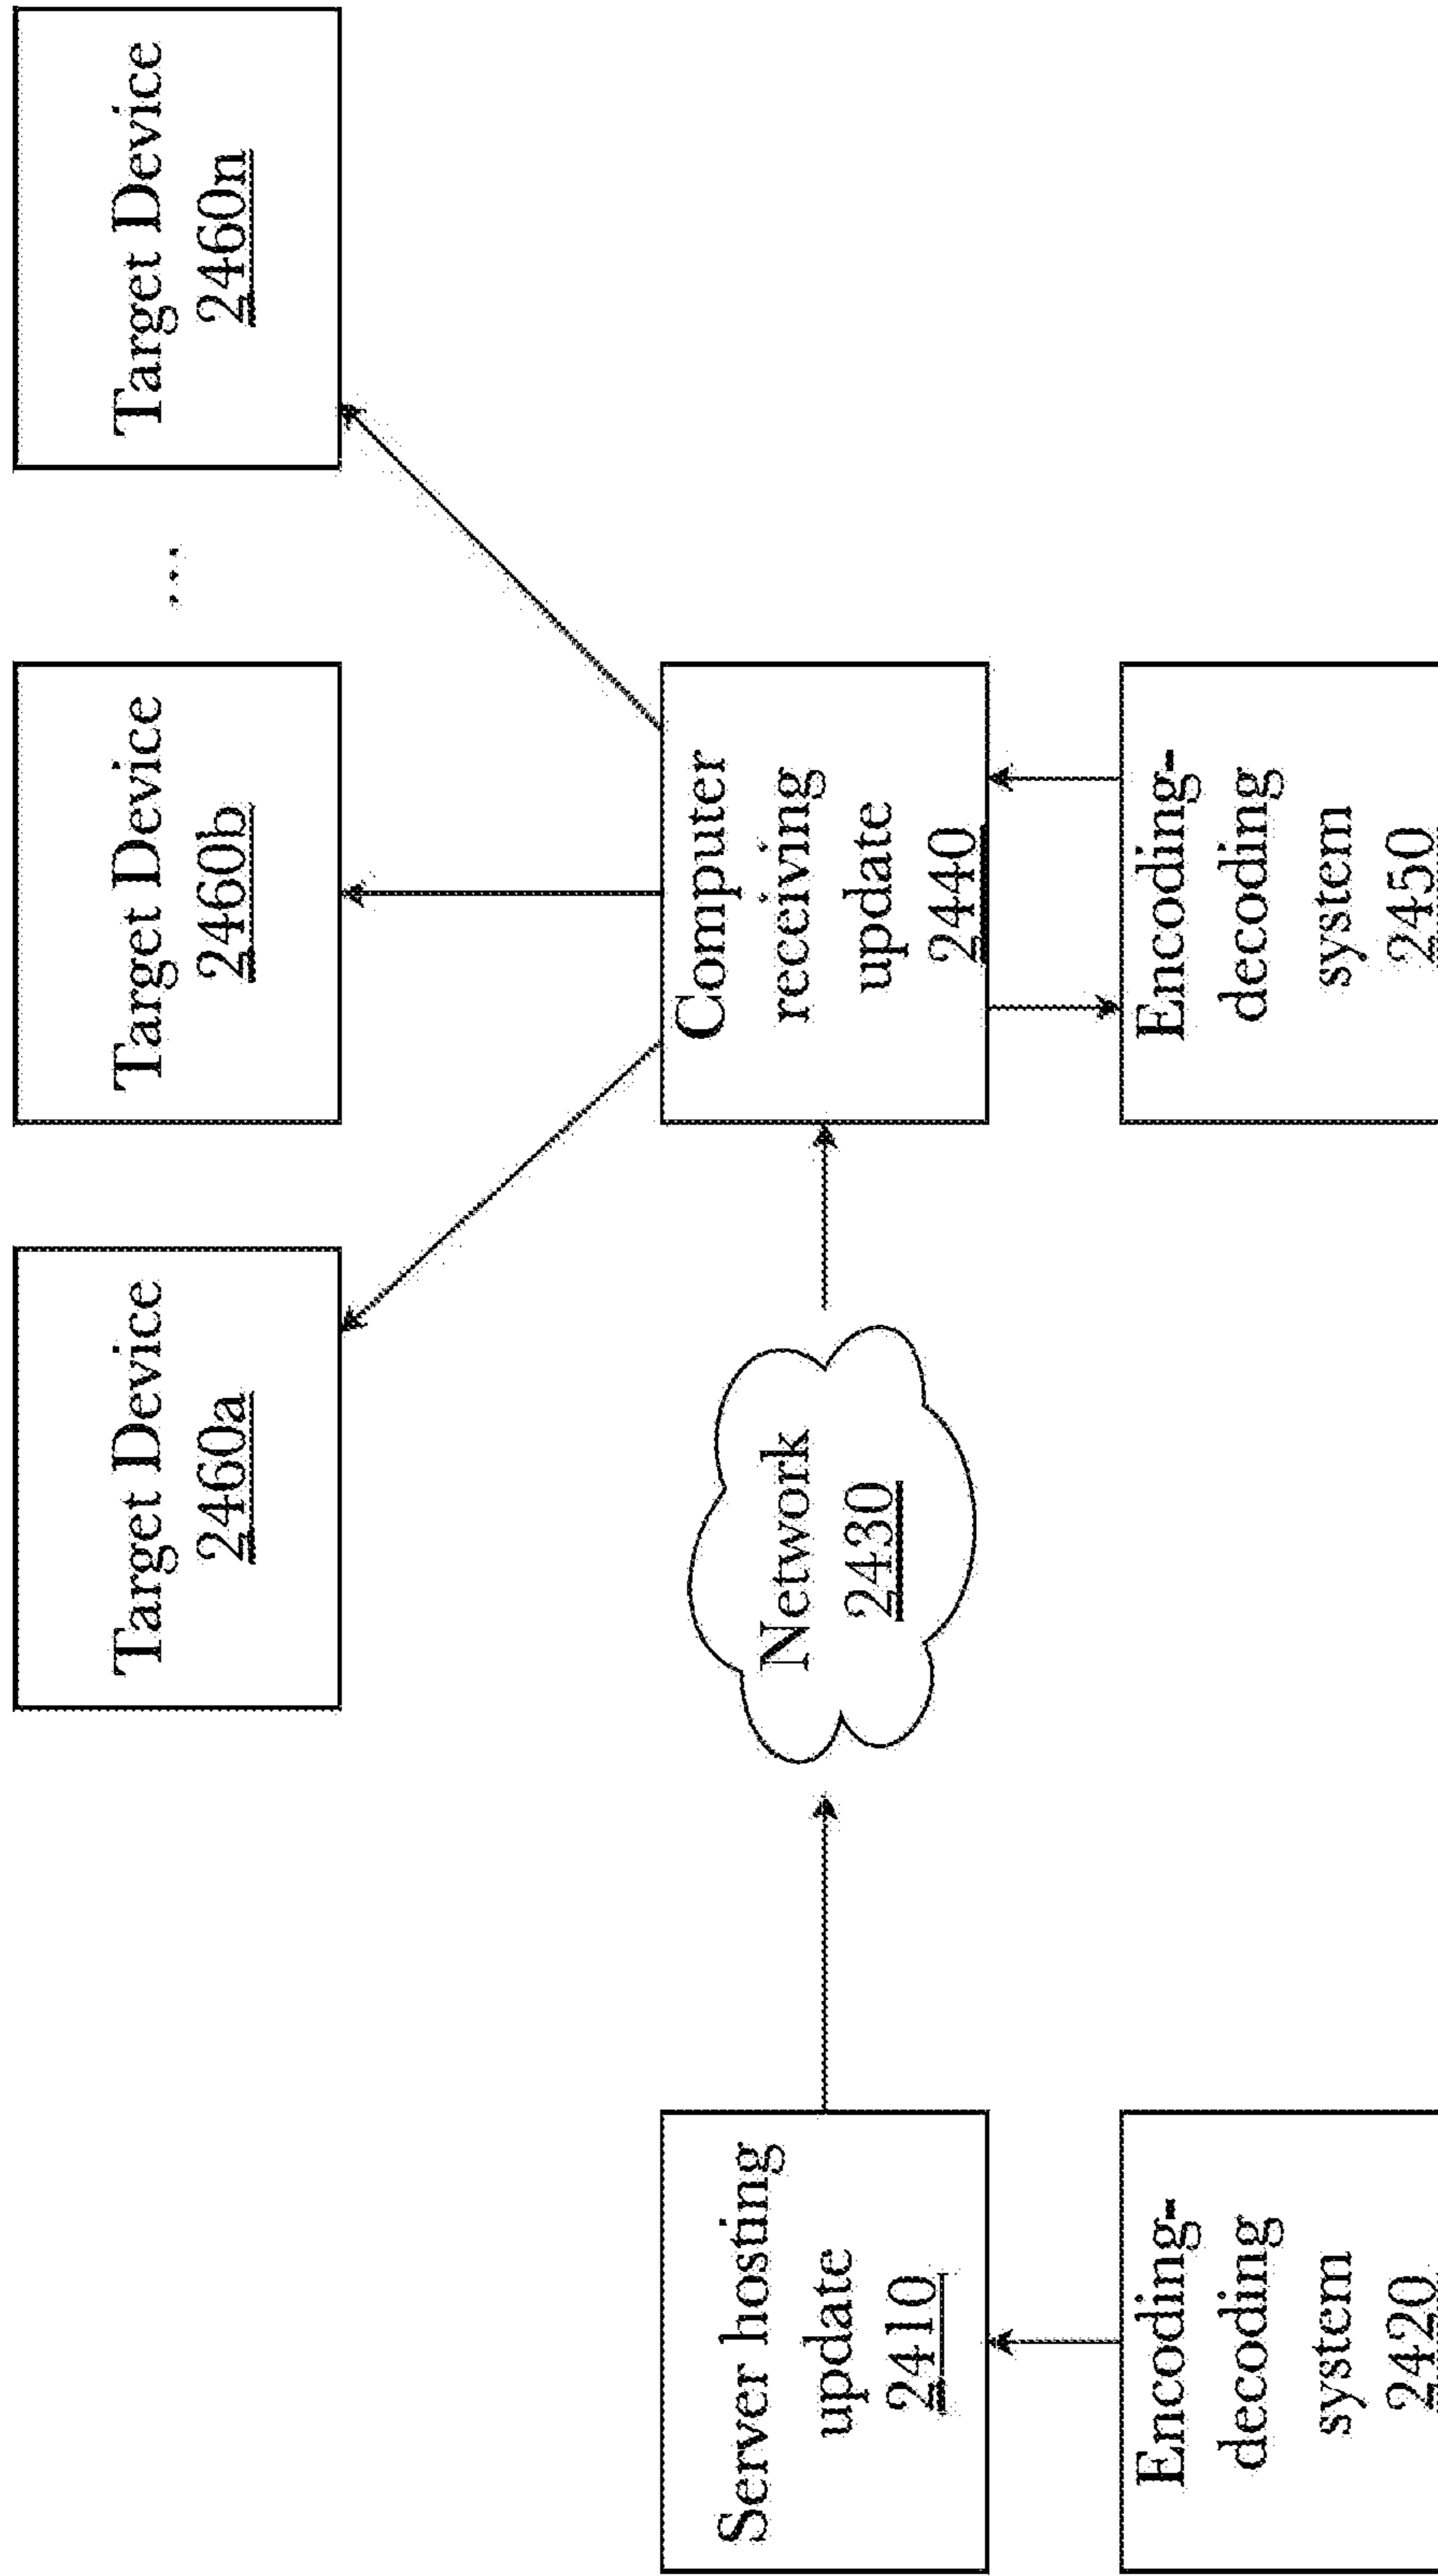 Target Device
2460a
Target Device
2460b
...
Target Device
2460n
Server hosting
update
2410
Network
2430
Computer
receiving
update
2440
Encoding-
decoding
system
2420
Encoding-
decoding
system
2450